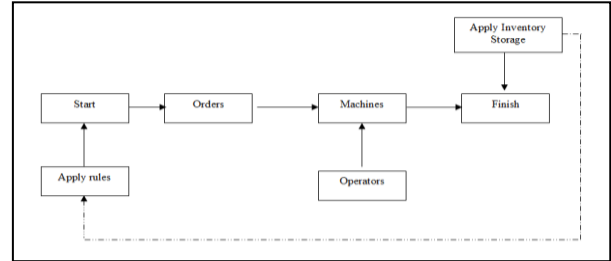 Apply Inventory
Storage
Start
Orders
Machines
Finish
Apply rules
Operators